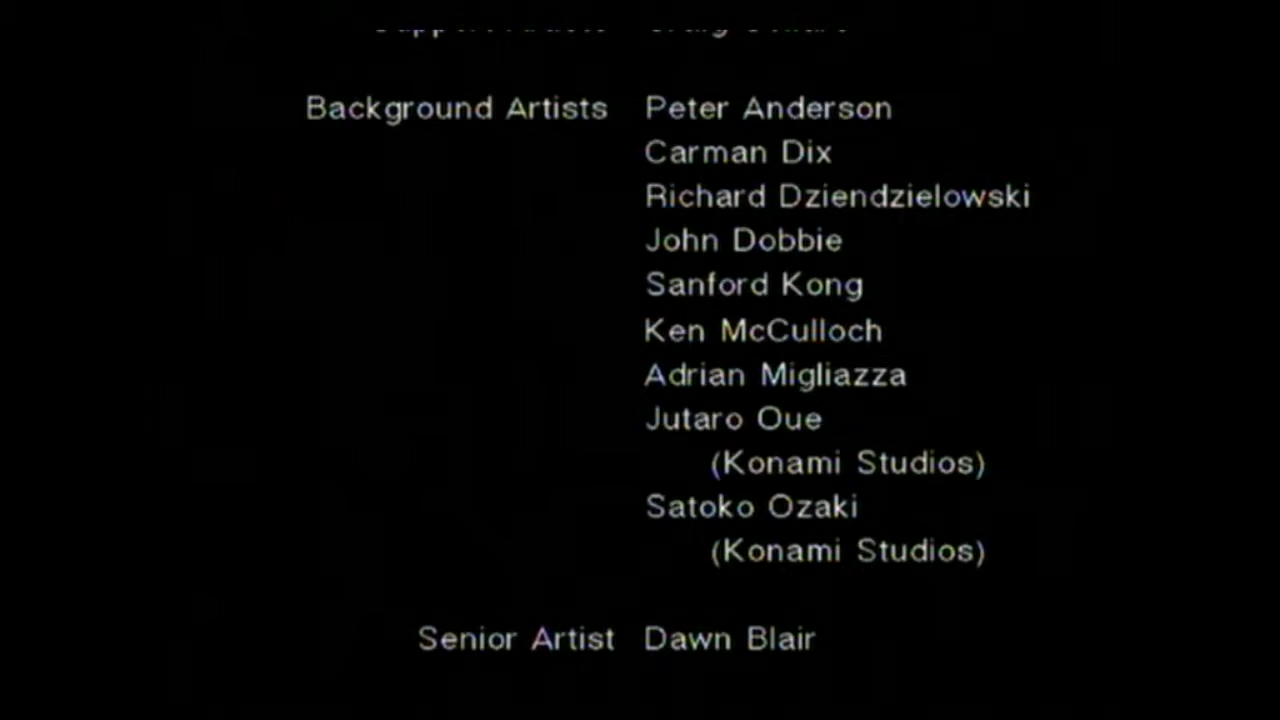 Background Artists Peter Anderson
Carman Dix
Richard Dziendzielowski
John Dobbie
Sanford Kong
Ken McCulloch
Adrian Migliazza
Jutaro Oue
(Konami Studios)
Satoko Ozaki
(Konami Studios)
Senior Artist Dawn Blair